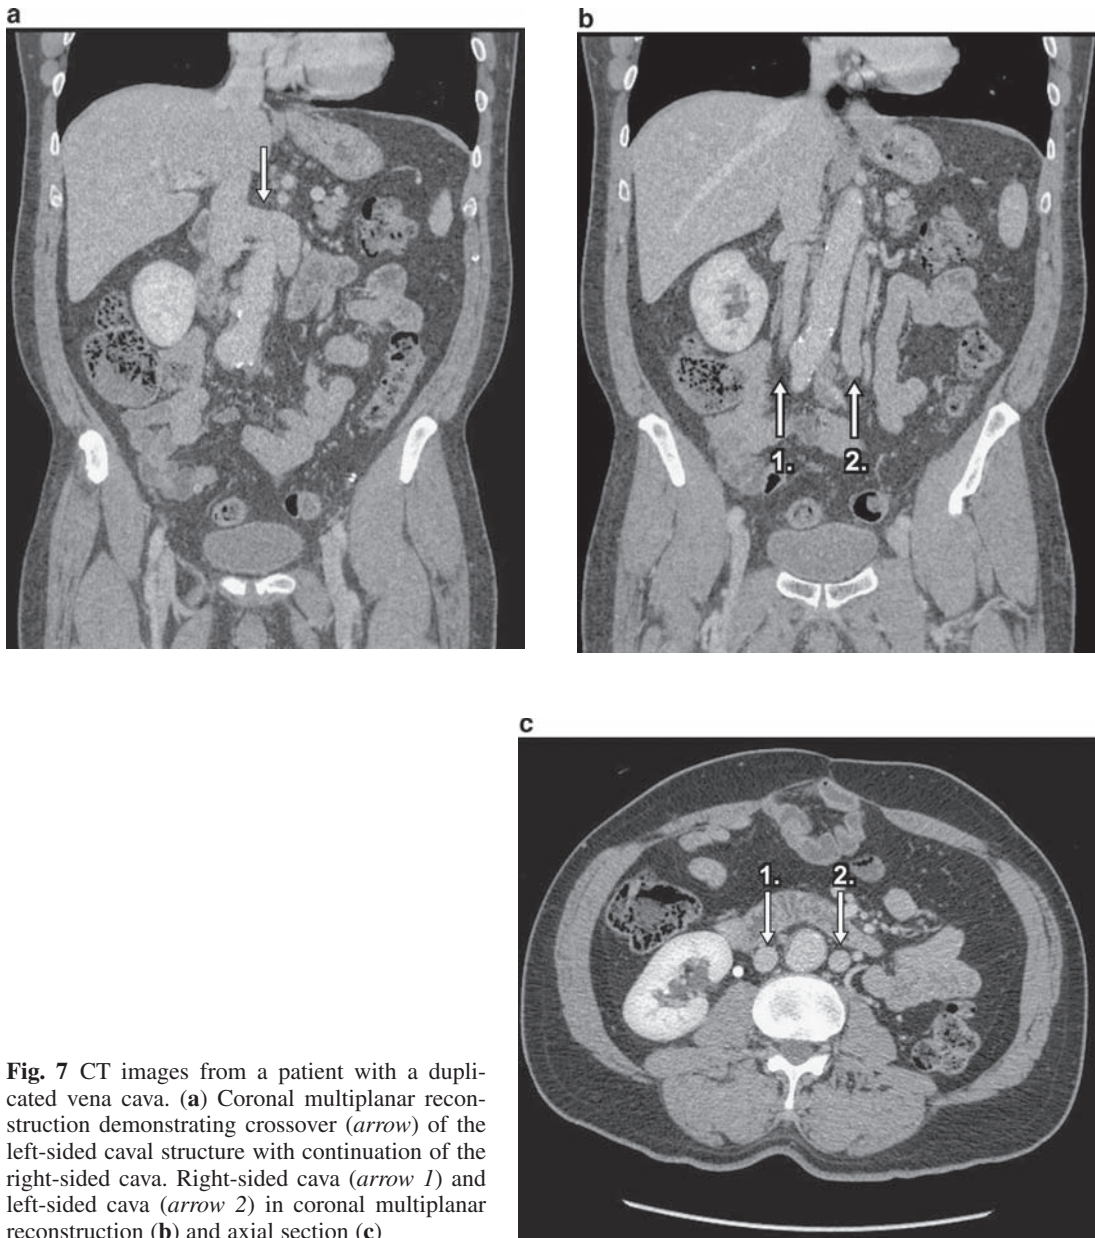 a
b
1.
2.
c
1.
2.
Fig. 7 CT images from a patient with a dupli-
cated vena cava. (a) Coronal multiplanar recon-
struction demonstrating crossover (arrow) of the
left-sided caval structure with continuation of the
right-sided cava. Right-sided cava (arrow 1) and
left-sided cava (arrow 2) in coronal multiplanar
reconstruction (b) and axial section (c)